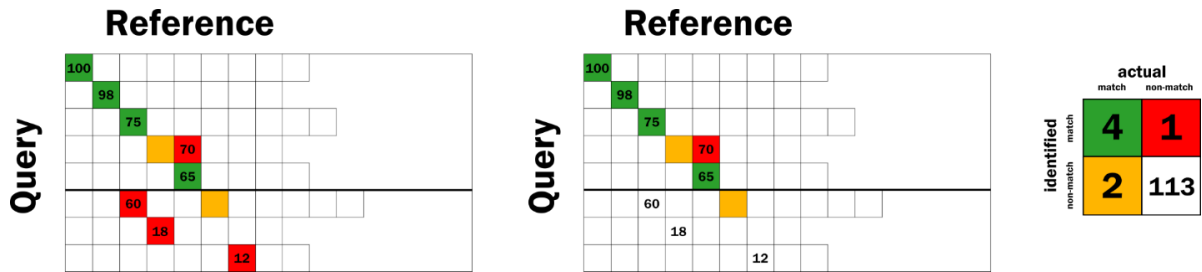 Reference
Query
100
98
75
70
65
60
18
12
Reference
Query
100
98
75
70
65
60
18
12
actual
match non-match
identified
match
non-match
4 1
2 113